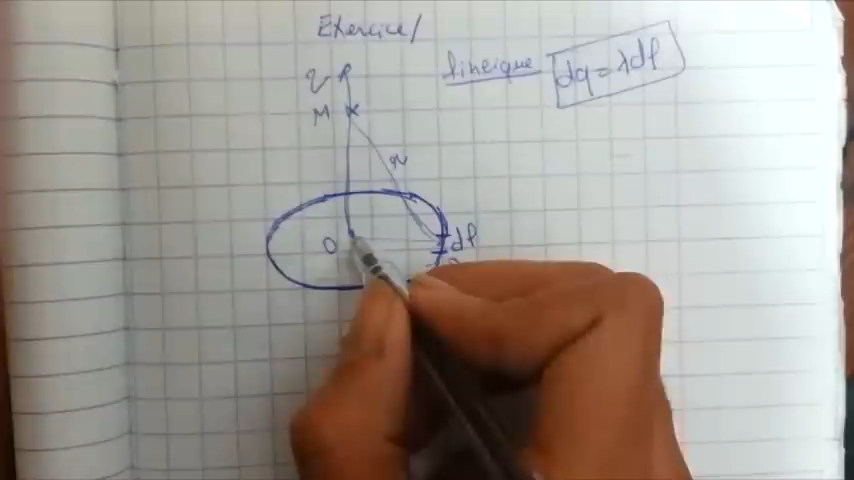 Exercice/
linéique dq = λdl
M
r
O dl